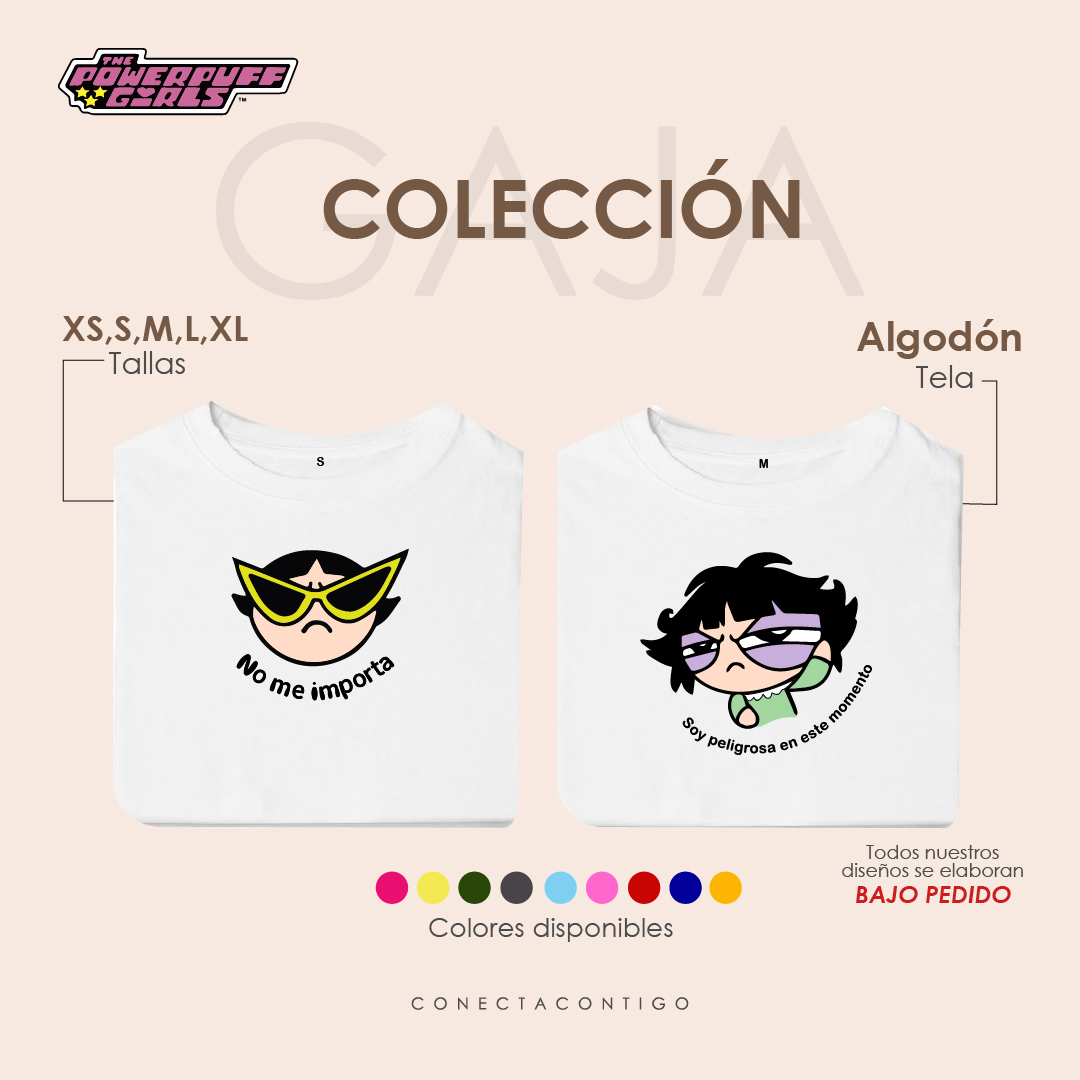 THE
POWERPUFF
GIRLS™
GAJA
COLECCIÓN
XS,S,M,L,XL
Tallas
Algodón
Tela
S
M
No me importa
Soy peligrosa en este momento
Todos nuestros
diseños se elaboran
BAJO PEDIDO
Colores disponibles
CONECTACONTIGO